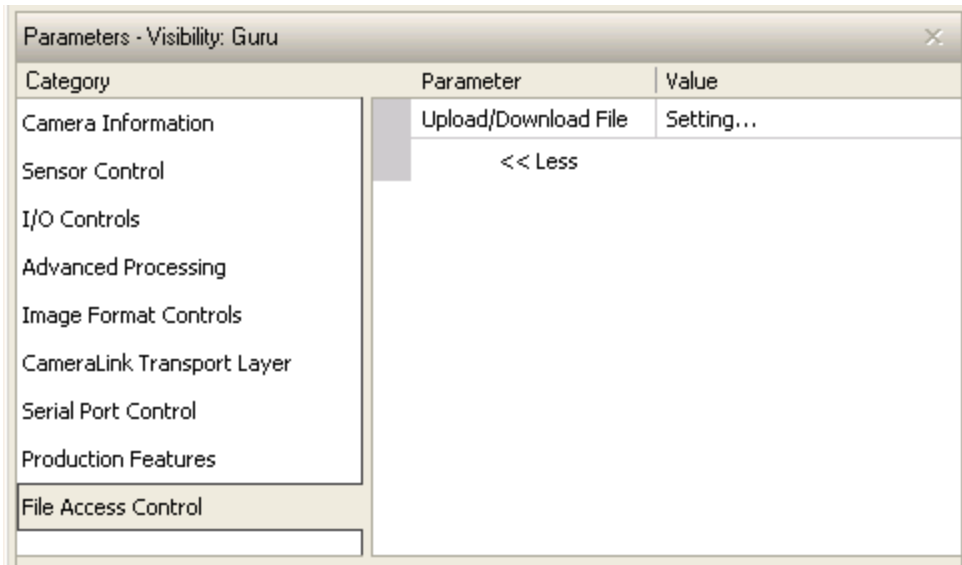 Parameters - Visibility: Guru
Category
Parameter Value
Camera Information
Upload/Download File Setting...
Sensor Control
<< Less
I/O Controls
Advanced Processing
Image Format Controls
CameraLink Transport Layer
Serial Port Control
Production Features
File Access Control